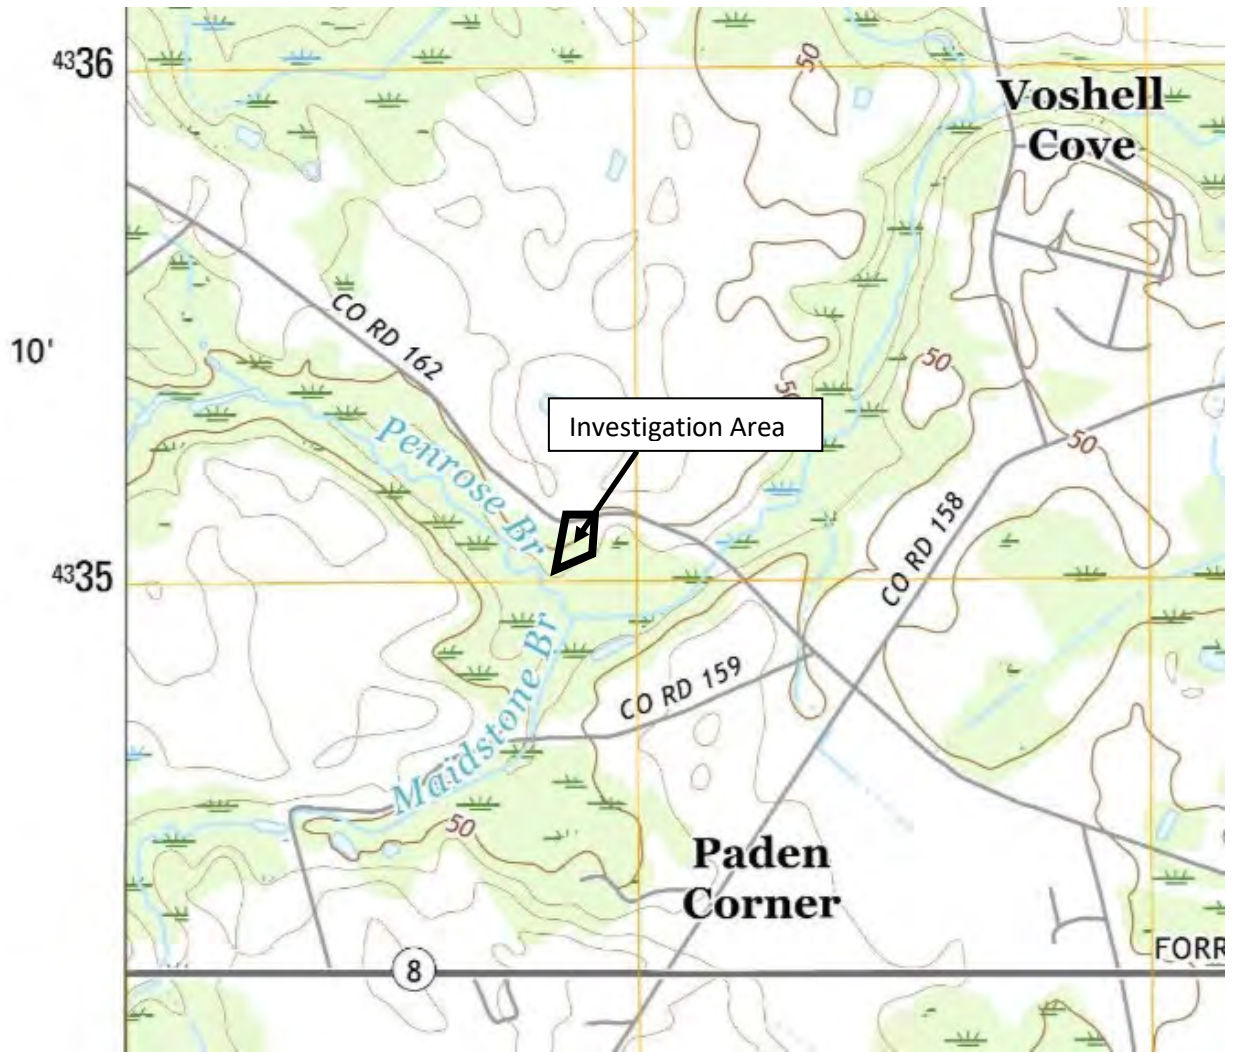 4336
50
Voshell
Cove
CO RD 162
10'
50
50
50
Investigation Area
Penrose Br
CO RD 158
4335
Maidstone Br
CO RD 159
50
Paden
Corner
FORR
8